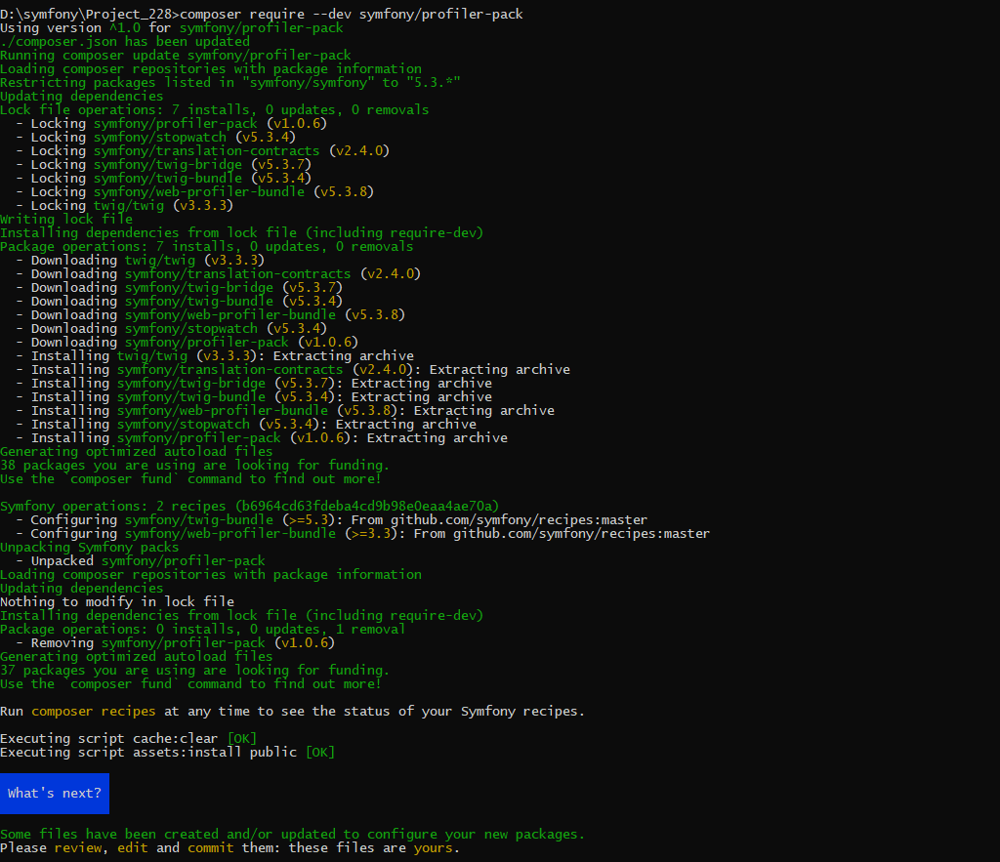 D:\symfony\Project_228>composer require --dev symfony/profiler-pack
Using version ^1.0 for symfony/profiler-pack
./composer.json has been updated
Running composer update symfony/profiler-pack
Loading composer repositories with package information
Restricting packages listed in "symfony/symfony" to "5.3.*"
Updating dependencies
Lock file operations: 7 installs, 0 updates, 0 removals
  - Locking symfony/profiler-pack (v1.0.6)
  - Locking symfony/stopwatch (v5.3.4)
  - Locking symfony/translation-contracts (v2.4.0)
  - Locking symfony/twig-bridge (v5.3.7)
  - Locking symfony/twig-bundle (v5.3.4)
  - Locking symfony/web-profiler-bundle (v5.3.8)
  - Locking twig/twig (v3.3.3)
Writing lock file
Installing dependencies from lock file (including require-dev)
Package operations: 7 installs, 0 updates, 0 removals
  - Downloading twig/twig (v3.3.3)
  - Downloading symfony/translation-contracts (v2.4.0)
  - Downloading symfony/twig-bridge (v5.3.7)
  - Downloading symfony/twig-bundle (v5.3.4)
  - Downloading symfony/web-profiler-bundle (v5.3.8)
  - Downloading symfony/stopwatch (v5.3.4)
  - Downloading symfony/profiler-pack (v1.0.6)
  - Installing twig/twig (v3.3.3): Extracting archive
  - Installing symfony/translation-contracts (v2.4.0): Extracting archive
  - Installing symfony/twig-bridge (v5.3.7): Extracting archive
  - Installing symfony/twig-bundle (v5.3.4): Extracting archive
  - Installing symfony/web-profiler-bundle (v5.3.8): Extracting archive
  - Installing symfony/stopwatch (v5.3.4): Extracting archive
  - Installing symfony/profiler-pack (v1.0.6): Extracting archive
Generating optimized autoload files
38 packages you are using are looking for funding.
Use the `composer fund` command to find out more!
Symfony operations: 2 recipes (b6964cd63fdeba4cd9b98e0eaa4ae70a)
  - Configuring symfony/twig-bundle (>=5.3): From github.com/symfony/recipes:master
  - Configuring symfony/web-profiler-bundle (>=3.3): From github.com/symfony/recipes:master
Unpacking Symfony packs
  - Unpacked symfony/profiler-pack
Loading composer repositories with package information
Updating dependencies
Nothing to modify in lock file
Installing dependencies from lock file (including require-dev)
Package operations: 0 installs, 0 updates, 1 removal
  - Removing symfony/profiler-pack (v1.0.6)
Generating optimized autoload files
37 packages you are using are looking for funding.
Use the `composer fund` command to find out more!
Run composer recipes at any time to see the status of your Symfony recipes.
Executing script cache:clear [OK]
Executing script assets:install public [OK]
What's next?
Some files have been created and/or updated to configure your new packages.
Please review, edit and commit them: these files are yours.